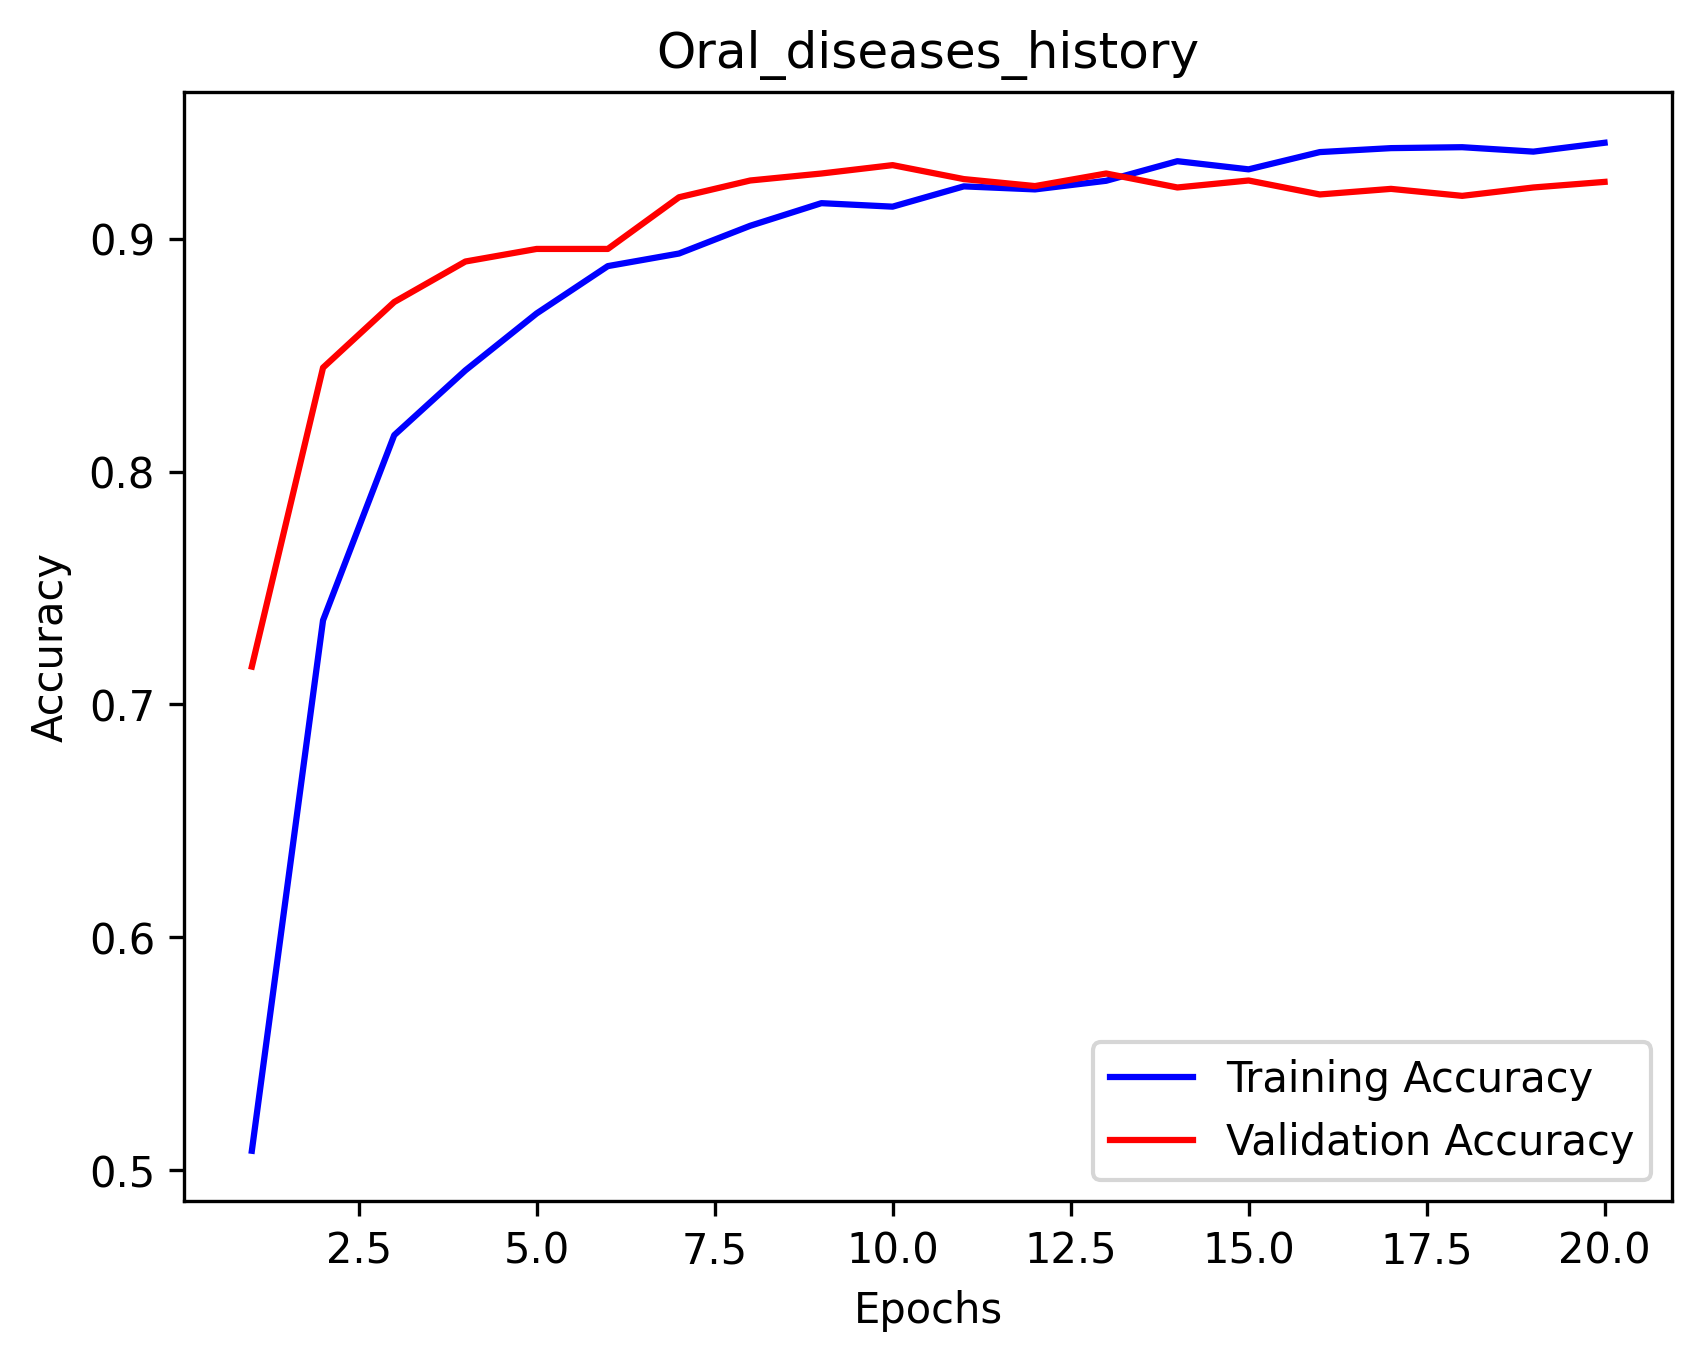 Oral_diseases_history
Accuracy
0.9
0.8
0.7
0.6
0.5
2.5 5.0 7.5 10.0 12.5 15.0 17.5 20.0
Epochs
Training Accuracy
Validation Accuracy